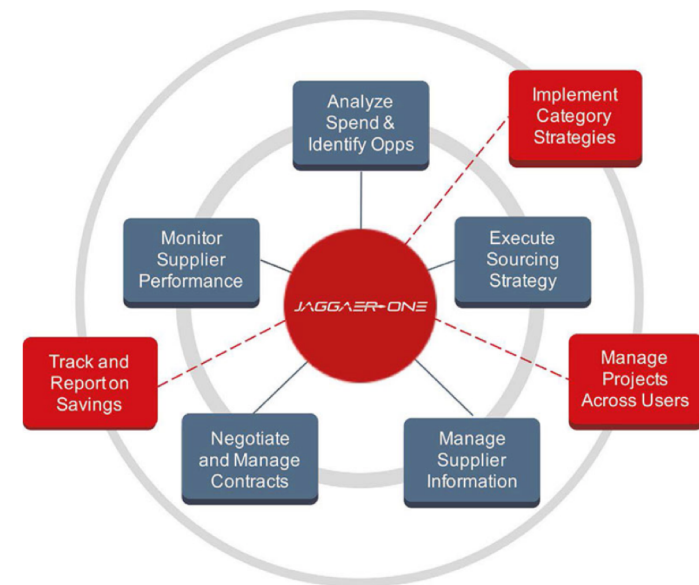 Analyze
Spend &
Identify Opps
Implement
Category
Strategies
Monitor
Supplier
Performance
Execute
Sourcing
Strategy
JAGGAER ONE
Track and
Report on
Savings
Manage
Projects
Across Users
Negotiate
and Manage
Contracts
Manage
Supplier
Information